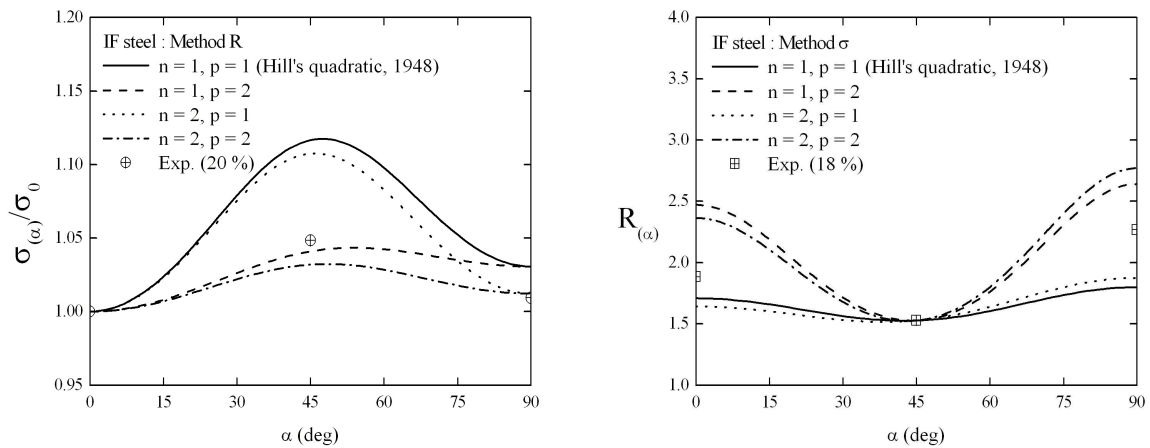 1.20
1.15
1.10
1.05
1.00
0.95
σ(α)/σ0
IF steel : Method R
n = 1, p = 1 (Hill's quadratic, 1948)
n = 1, p = 2
n = 2, p = 1
n = 2, p = 2
Exp. (20 %)
0 15 30 45 60 75 90
α (deg)
4.0
3.5
3.0
2.5
2.0
1.5
1.0
R(α)
IF steel : Method σ
n = 1, p = 1 (Hill's quadratic, 1948)
n = 1, p = 2
n = 2, p = 1
n = 2, p = 2
Exp. (18 %)
0 15 30 45 60 75 90
α (deg)